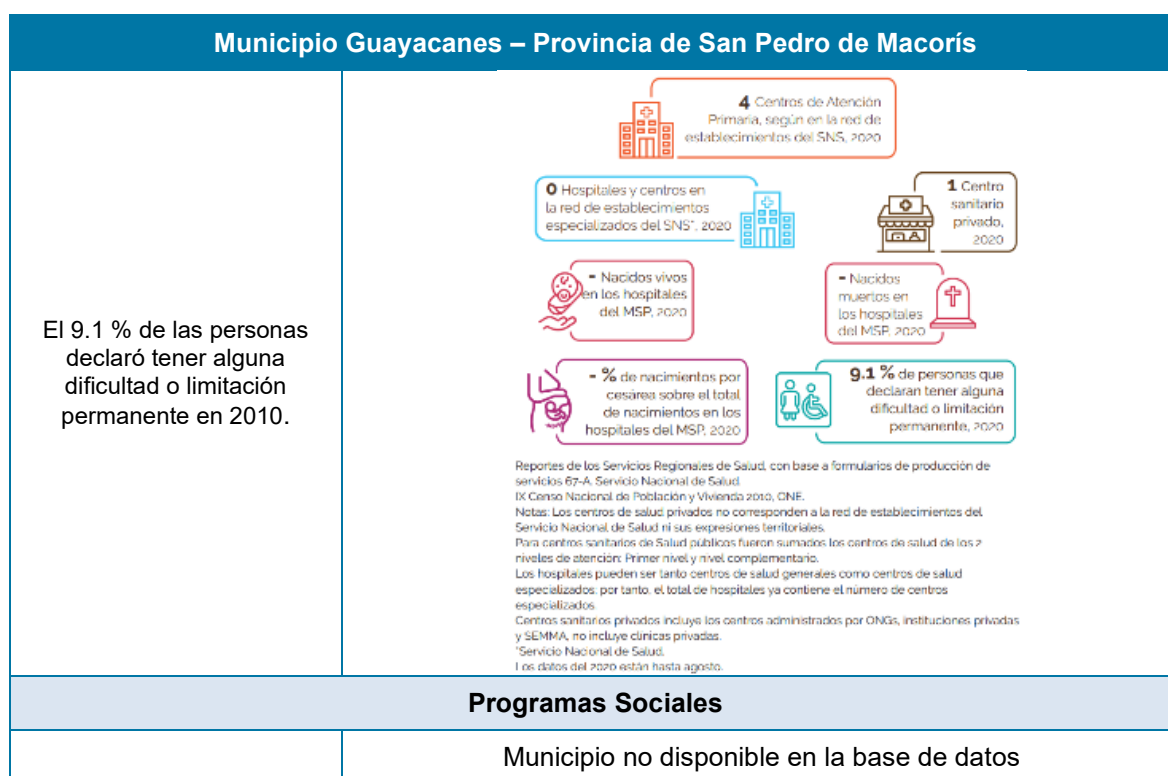 Municipio Guayacanes – Provincia de San Pedro de Macorís
El 9.1 % de las personas
declaró tener alguna
dificultad o limitación
permanente en 2010.
4 Centros de Atención
Primaria, según en la red de
establecimientos del SNS, 2020
0 Hospitales y centros en
la red de establecimientos
especializados del SNS*, 2020
1 Centro
sanitario
privado,
2020
- Nacidos vivos
en los hospitales
del MSP, 2020
- Nacidos
muertos en
los hospitales
del MSP, 2020
- % de nacimientos por
cesárea sobre el total
de nacimientos en los
hospitales del MSP, 2020
9.1 % de personas que
declaran tener alguna
dificultad o limitación
permanente, 2020
Reportes de los Servicios Regionales de Salud, con base a formularios de producción de
servicios 67-A. Servicio Nacional de Salud.
IX Censo Nacional de Población y Vivienda 2010, ONE.
Notas: Los centros de salud privados no corresponden a la red de establecimientos del
Servicio Nacional de Salud ni sus expresiones territoriales.
Para centros sanitarios de Salud públicos fueron sumados los centros de salud de los 2
niveles de atención: Primer nivel y nivel complementario.
Los hospitales pueden ser tanto centros de salud generales como centros de salud
especializados; por tanto, el total de hospitales ya contiene el número de centros
especializados
Centros sanitarios privados incluye los centros administrados por ONGs, instituciones privadas
y SEMMA, no incluye clínicas privadas.
*Servicio Nacional de Salud.
Los datos del 2020 están hasta agosto.
Programas Sociales
Municipio no disponible en la base de datos